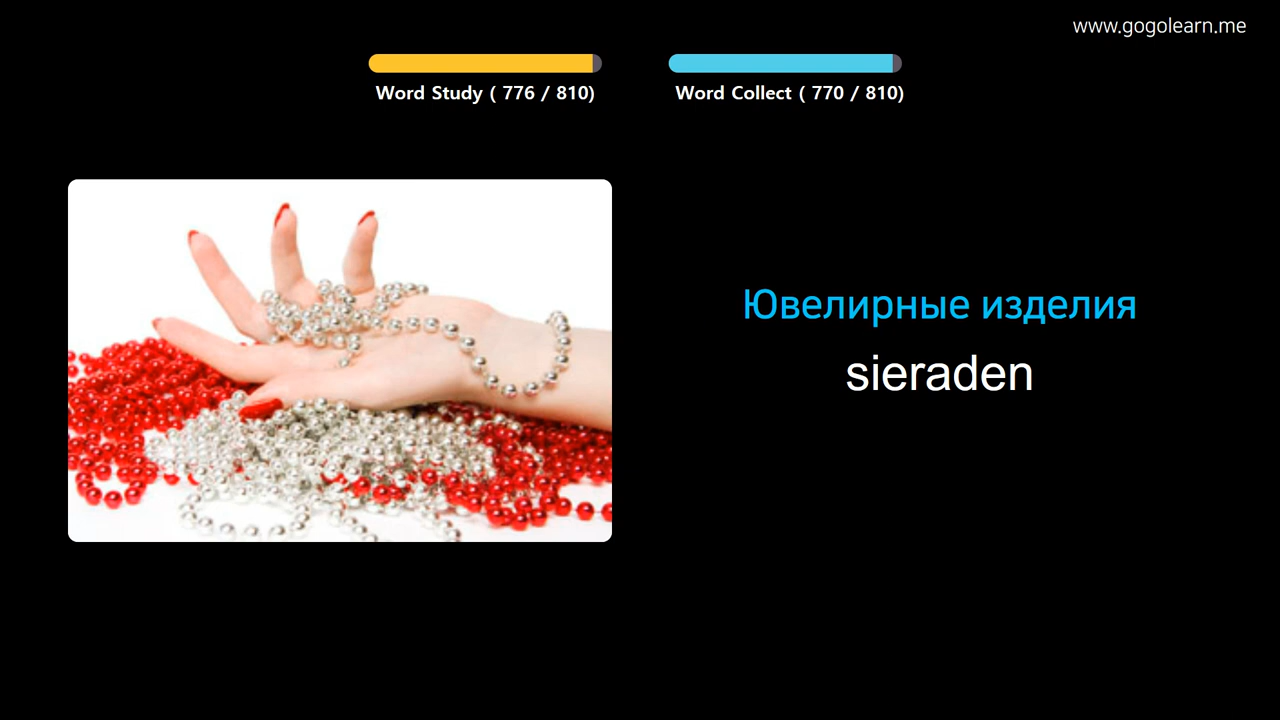 www.gogolearn.me
Word Study ( 776 / 810)
Word Collect ( 770 / 810)
Ювелирные изделия
sieraden